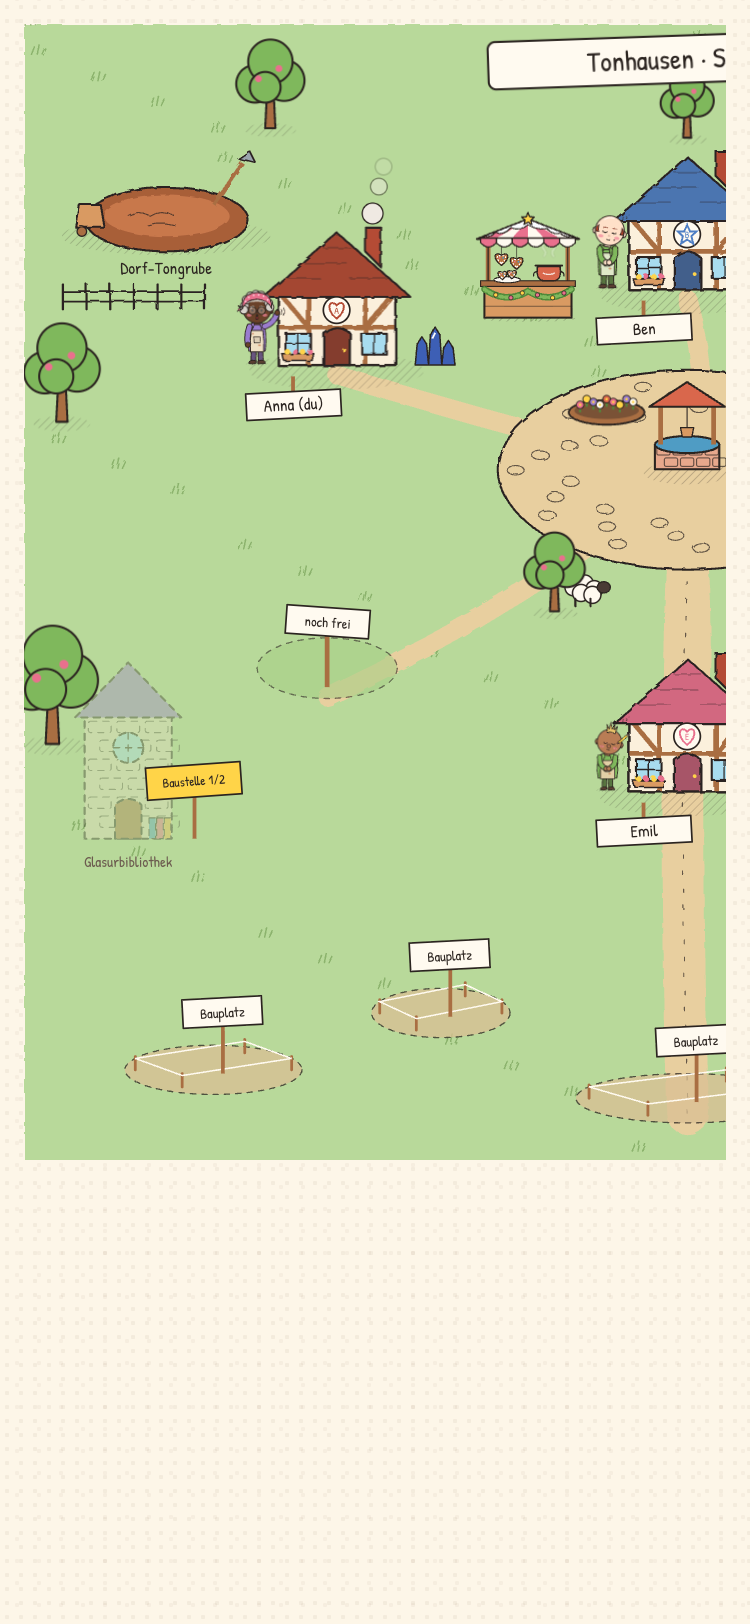 Tonhausen · S
Dorf-Tongrube
A
B
Ben
Anna (du)
noch frei
E
Baustelle 1/2
Emil
Glasurbibliothek
Bauplatz
Bauplatz
Bauplatz